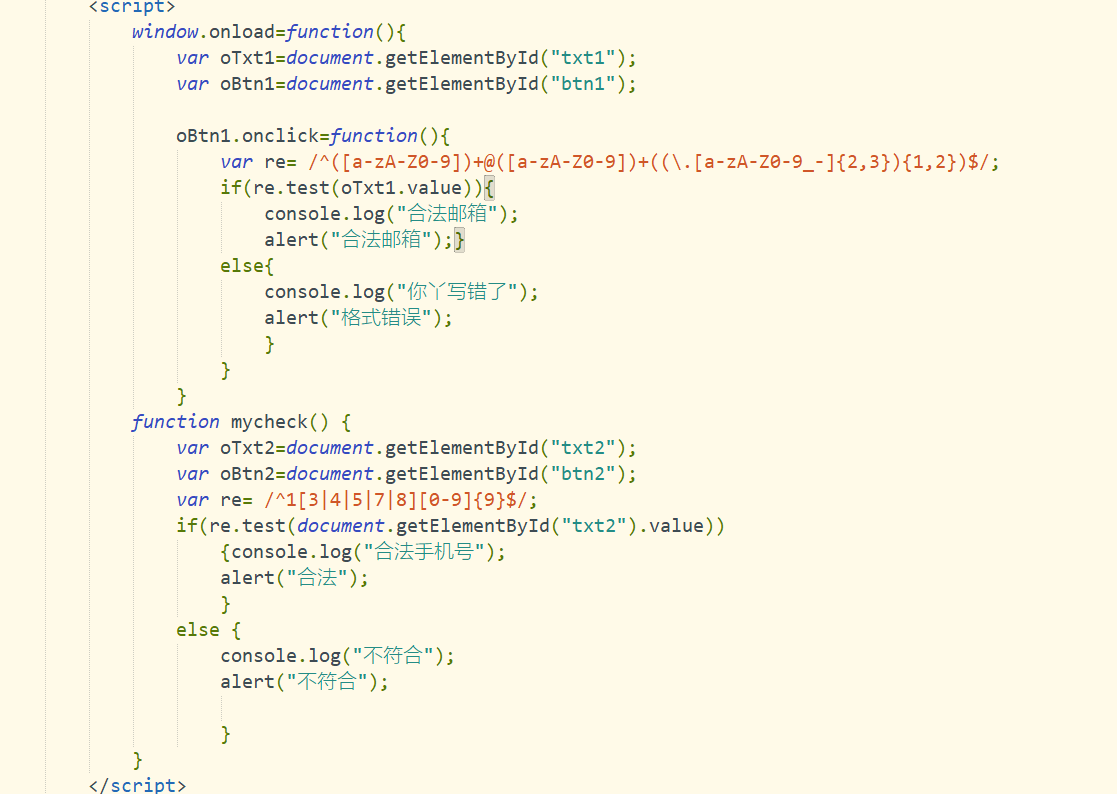 <script>
window.onload=function(){
var oTxt1=document.getElementById("txt1");
var oBtn1=document.getElementById("btn1");
oBtn1.onclick=function(){
var re= /^([a-zA-Z0-9])+@([a-zA-Z0-9])+((\.[a-zA-Z0-9_-]{2,3}){1,2})$/;
if(re.test(oTxt1.value)){
console.log("合法邮箱");
alert("合法邮箱");}
else{
console.log("你丫写错了");
alert("格式错误");
}
}
}
function mycheck() {
var oTxt2=document.getElementById("txt2");
var oBtn2=document.getElementById("btn2");
var re= /^1[3|4|5|7|8][0-9]{9}$/;
if(re.test(document.getElementById("txt2").value))
{console.log("合法手机号");
alert("合法");
}
else {
console.log("不符合");
alert("不符合");
}
}
</script>